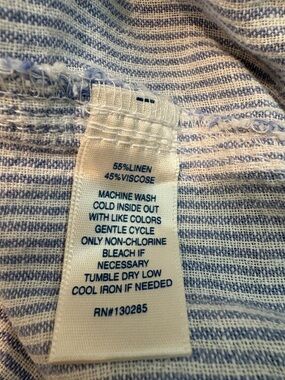 55%LINEN
45%VISCOSE
MACHINE WASH
COLD INSIDE OUT
WITH LIKE COLORS
GENTLE CYCLE
ONLY NON-CHLORINE
BLEACH IF
NECESSARY
TUMBLE DRY LOW
COOL IRON IF NEEDED
RN#130285